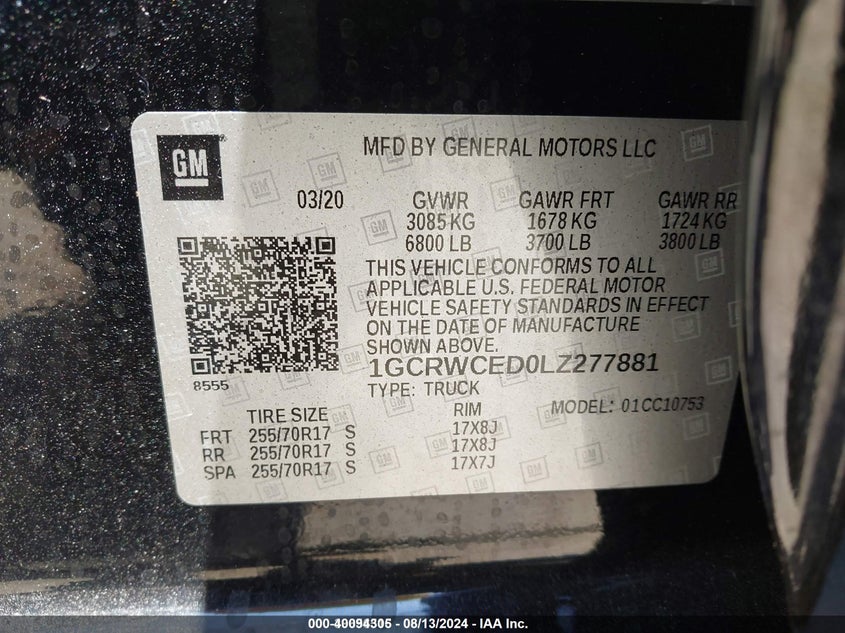 GM
MFD BY GENERAL MOTORS LLC
03/20
GVWR GAWR FRT GAWR RR
3085 KG 1678 KG 1724 KG
6800 LB 3700 LB 3800 LB
THIS VEHICLE CONFORMS TO ALL
APPLICABLE U.S. FEDERAL MOTOR
VEHICLE SAFETY STANDARDS IN EFFECT
ON THE DATE OF MANUFACTURE
SHOWN ABOVE.
8555
1GCRWCED0LZ277881
TYPE: TRUCK
TIRE SIZE RIM MODEL: 01CC10753
FRT 255/70R17 S 17X8J
RR 255/70R17 S 17X8J
SPA 255/70R17 S 17X7J
000-40094305 - 08/13/2024 - IAA Inc.